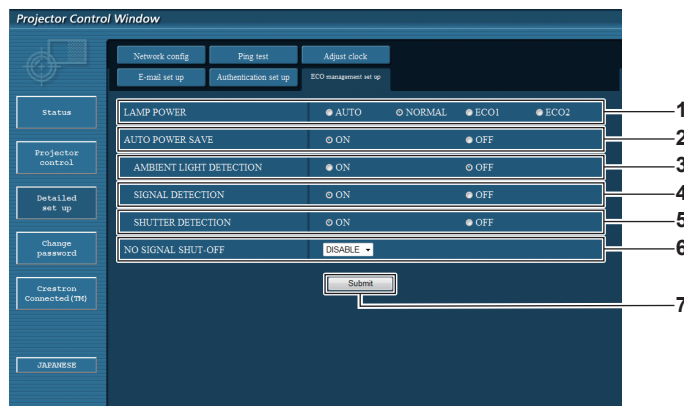 Projector Control Window
Network config Ping test Adjust clock
E-mail set up Authentication set up ECO management set up
Status
Projector
control
Detailed
set up
Change
password
Crestron
Connected(TM)
JAPANESE
LAMP POWER AUTO NORMAL ECO1 ECO2 1
AUTO POWER SAVE ON OFF 2
AMBIENT LIGHT DETECTION ON OFF 3
SIGNAL DETECTION ON OFF 4
SHUTTER DETECTION ON OFF 5
NO SIGNAL SHUT-OFF DISABLE 6
Submit 7